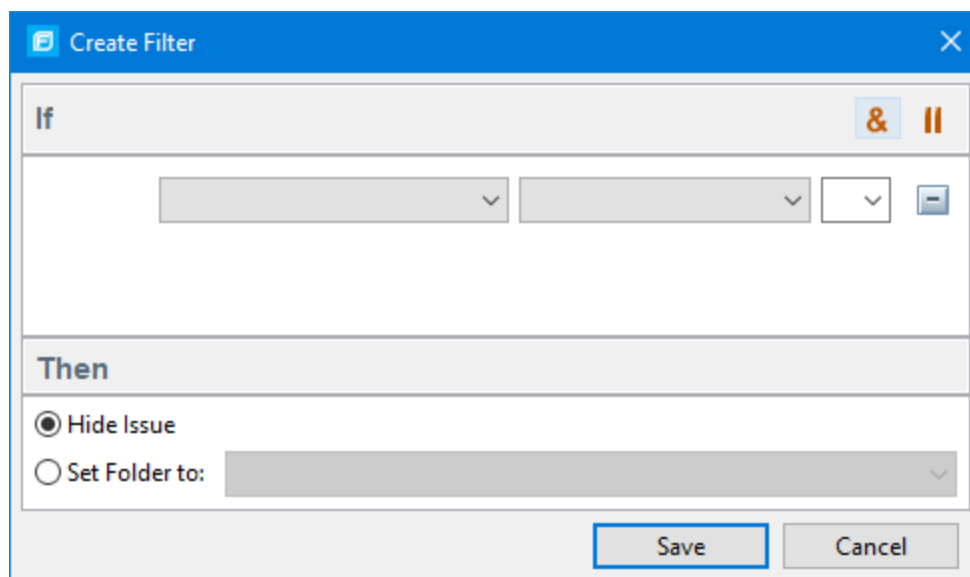 Create Filter
If & ||
Then
Hide Issue
Set Folder to:
Save Cancel